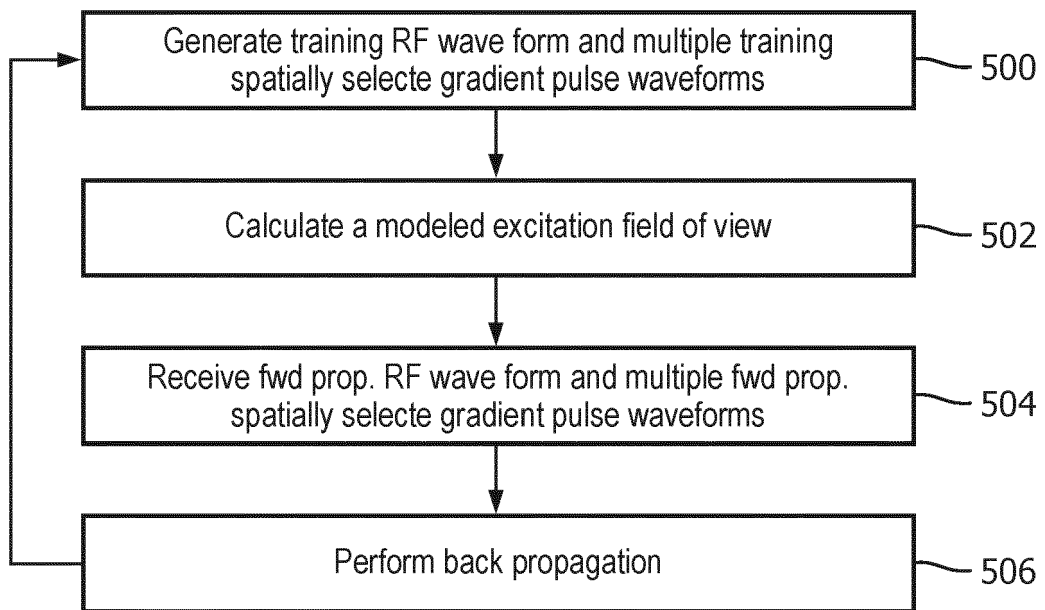 Generate training RF wave form and multiple training
spatially selecte gradient pulse waveforms
500
Calculate a modeled excitation field of view
502
Receive fwd prop. RF wave form and multiple fwd prop.
spatially selecte gradient pulse waveforms
504
Perform back propagation
506